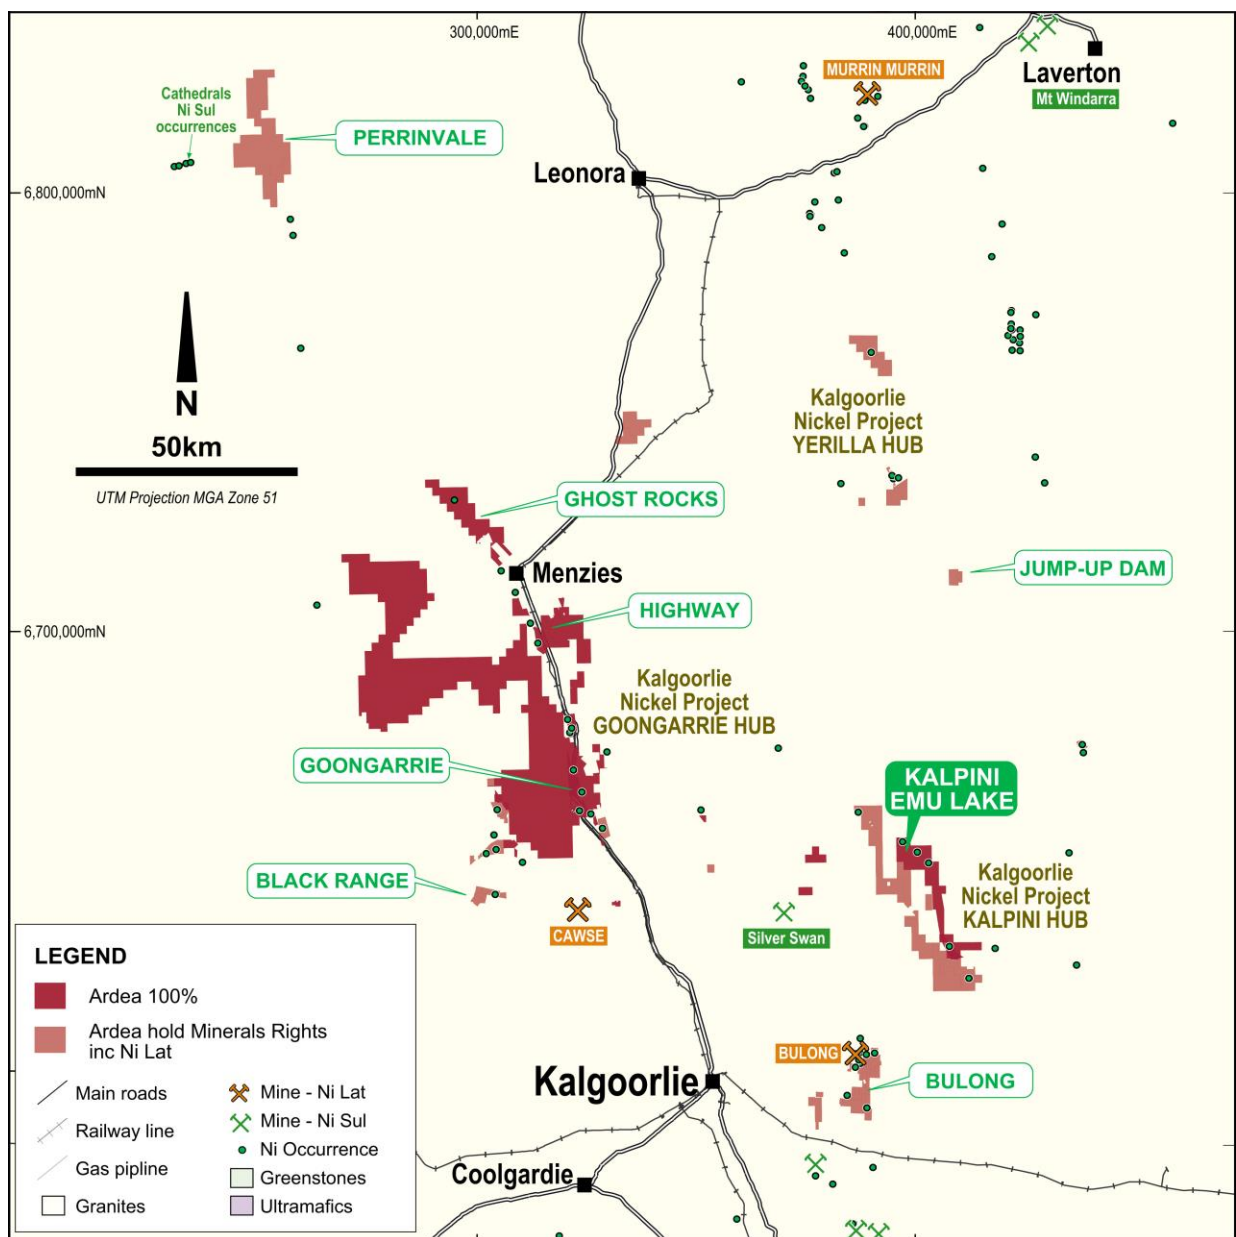 300,000mE
400,000mE
MURRIN MURRIN
Laverton
Mt Windarra
Cathedrals
Ni Sul
occurrences
PERRINVALE
Leonora
6,800,000mN
N
50km
UTM Projection MGA Zone 51
Kalgoorlie
Nickel Project
YERILLA HUB
GHOST ROCKS
Menzies
JUMP-UP DAM
HIGHWAY
6,700,000mN
Kalgoorlie
Nickel Project
GOONGARRIE HUB
GOONGARRIE
KALPINI
EMU LAKE
BLACK RANGE
Kalgoorlie
Nickel Project
KALPINI HUB
CAWSE
Silver Swan
BULONG
BULONG
Kalgoorlie
Coolgardie
LEGEND
Ardea 100%
Ardea hold Minerals Rights
inc Ni Lat
Main roads
Railway line
Gas pipline
Granites
Mine - Ni Lat
Mine - Ni Sul
Ni Occurrence
Greenstones
Ultramafics